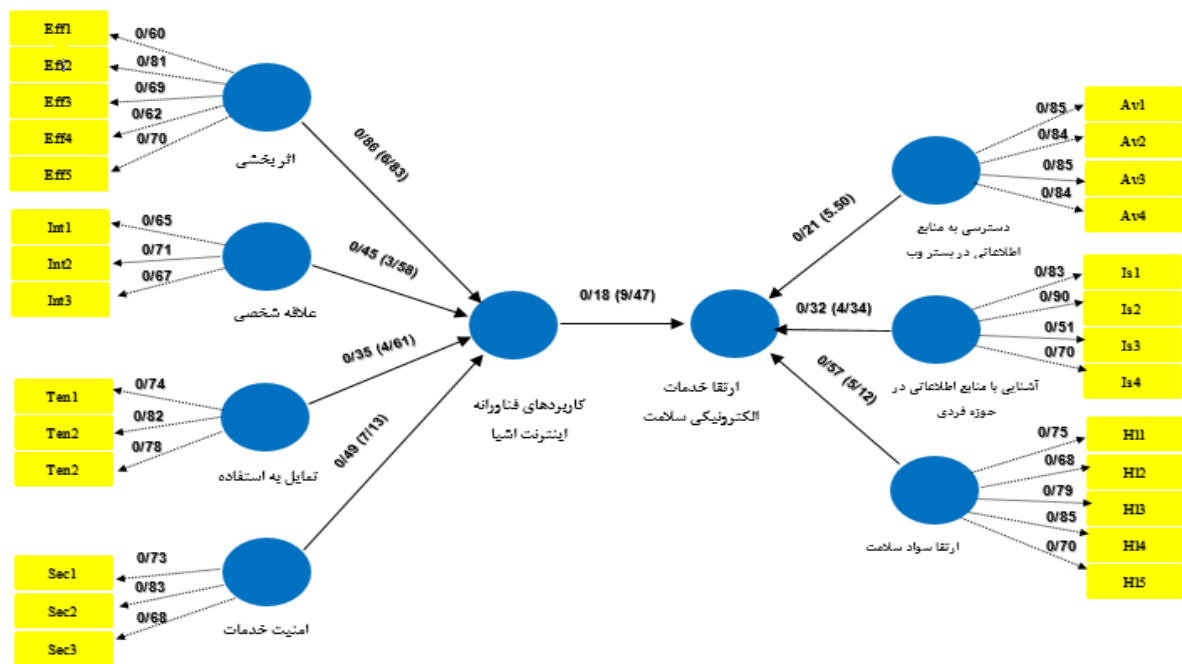 Eff1
0/60
Eff2
0/81
Eff3
0/69
Eff4
0/62
Eff5
0/70
اثر بخشی
0/86 (6/83)
Int1
0/65
Int2
0/71
Int3
0/67
علاقه شخصی
0/45 (3/58)
Ten1
0/74
Ten2
0/82
Ten2
0/78
تمایل به استفاده
0/35 (4/61)
Sec1
0/73
Sec2
0/83
Sec3
0/68
امنیت خدمات
0/49 (7/13)
کاربردهای فناورانه
اینترنت اشیا
0/18 (9/47)
ارتقا خدمات
الکترونیکی سلامت
0/21 (5.50)
دسترسی به منابع
اطلاعاتی در بستر وب
0/85
Av1
0/84
Av2
0/85
Av3
0/84
Av4
0/32 (4/34)
آشنایی با منابع اطلاعاتی در
حوزه فردی
0/83
Is1
0/90
Is2
0/51
Is3
0/70
Is4
0/57 (5/12)
ارتقا سواد سلامت
0/75
Hl1
0/68
Hl2
0/79
Hl3
0/85
Hl4
0/70
Hl5